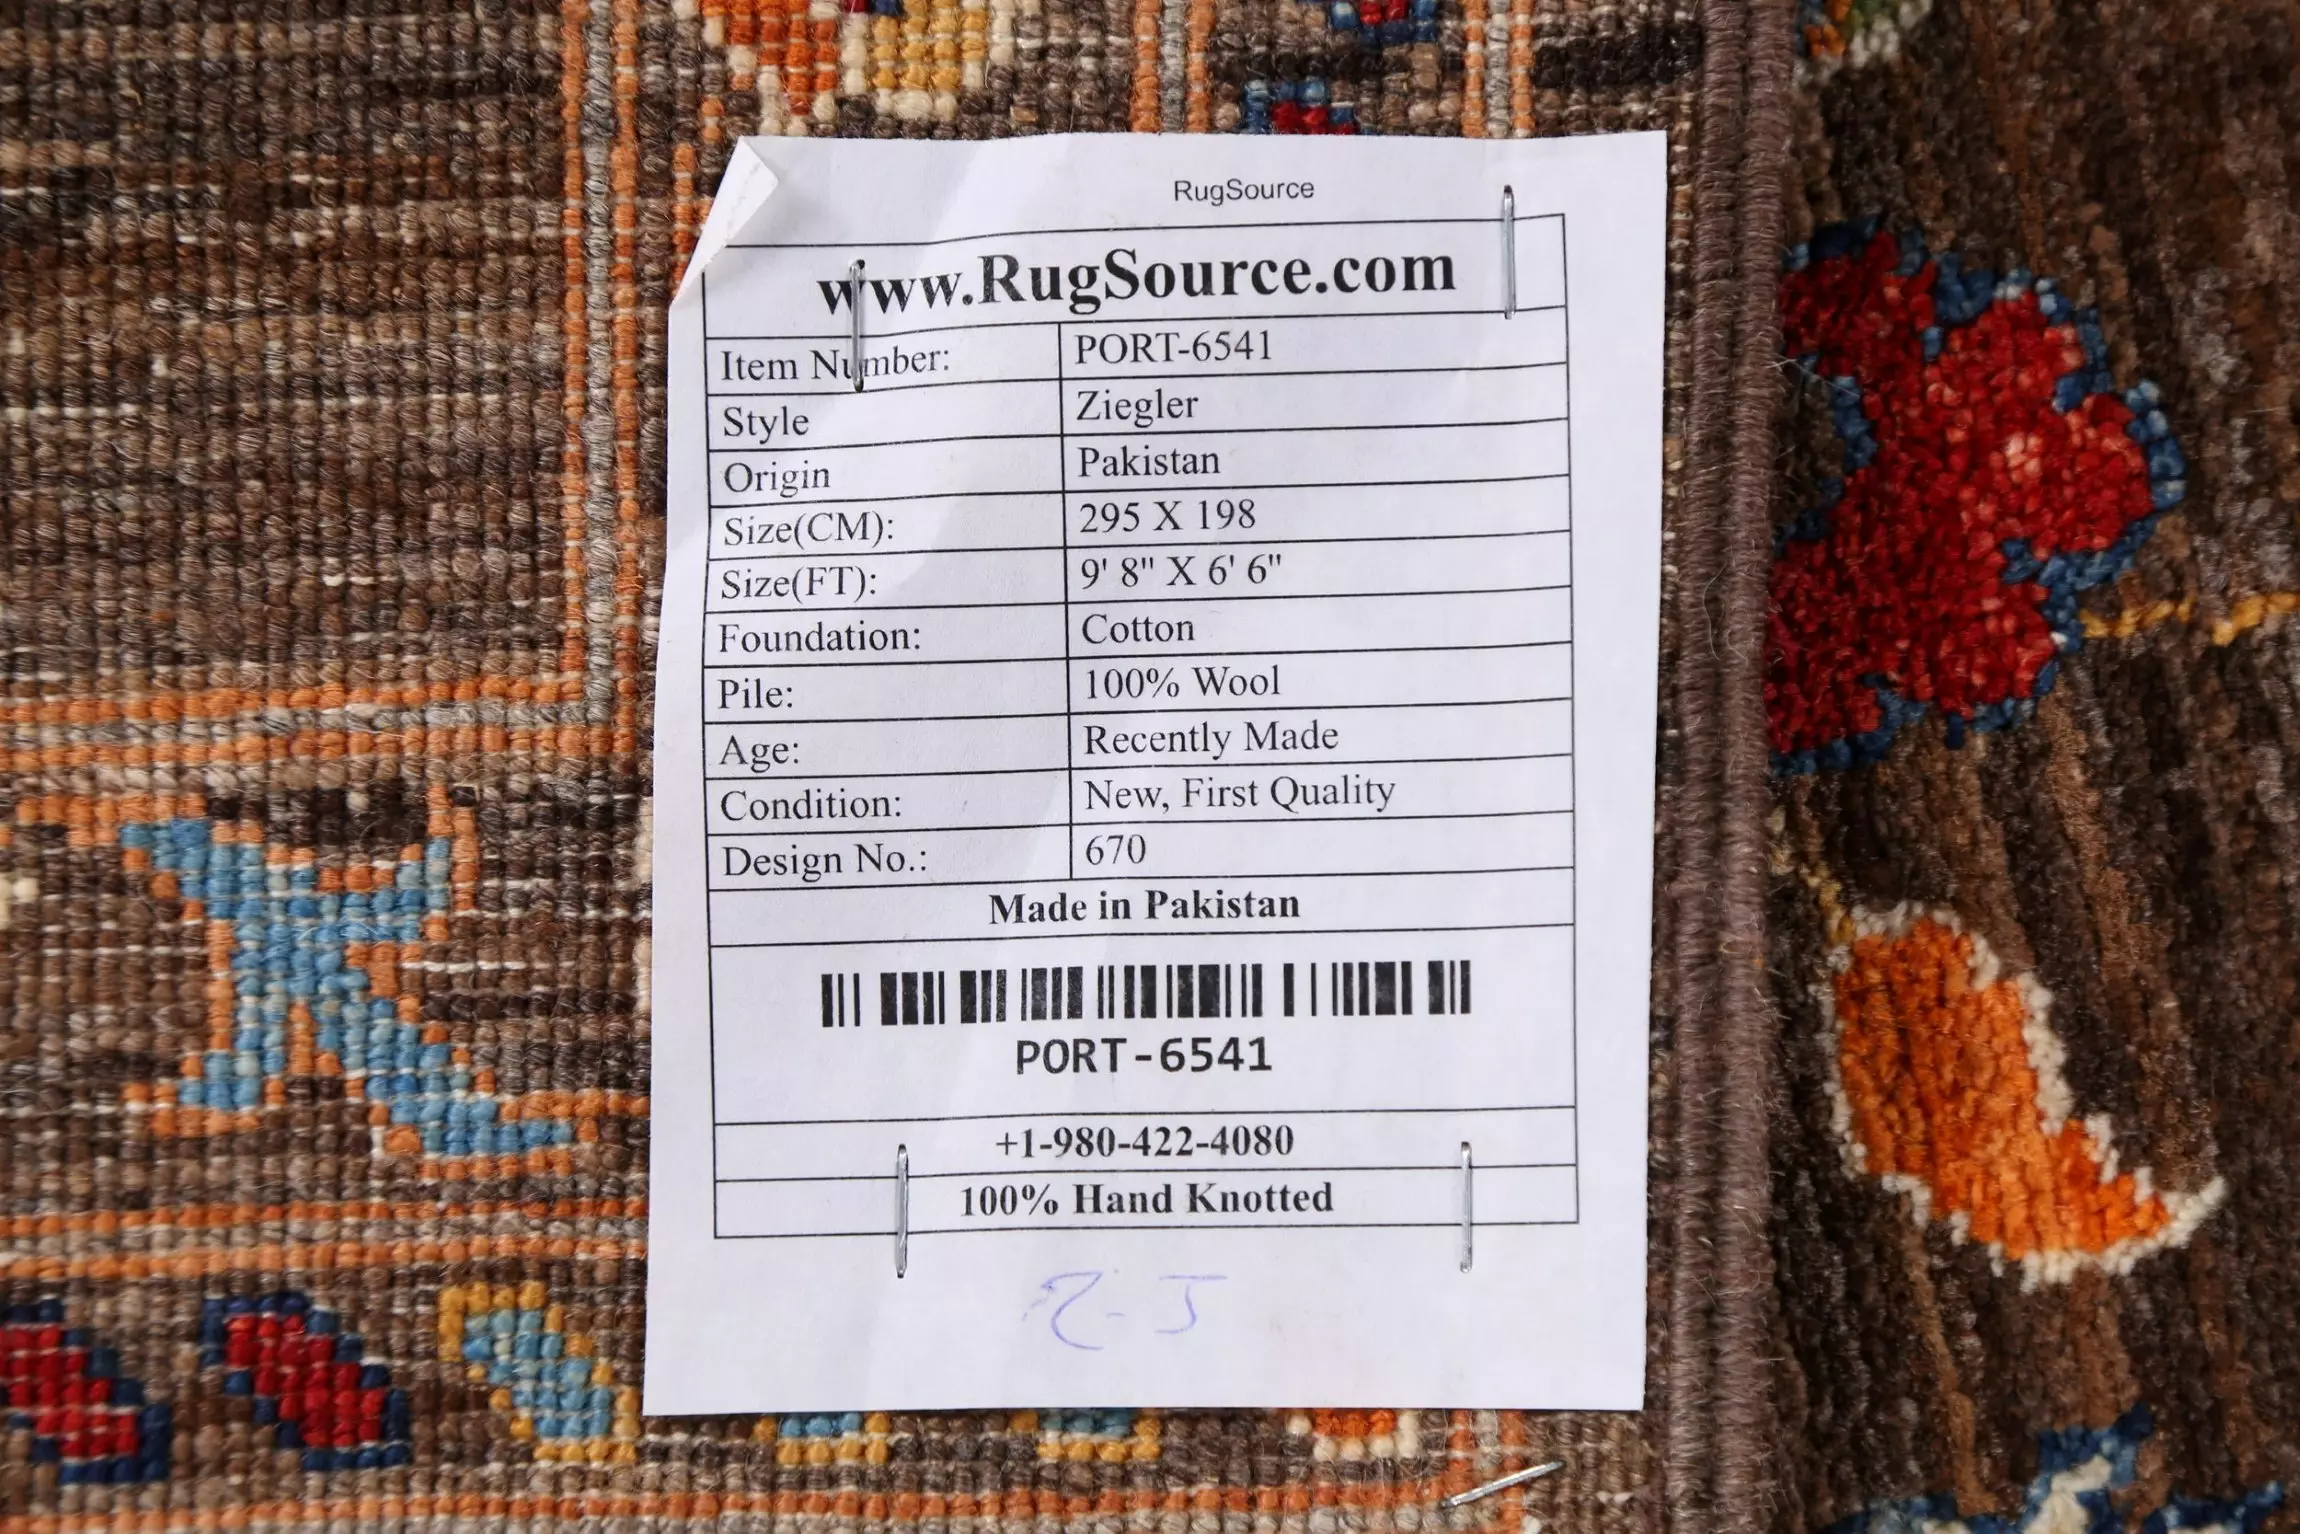 RugSource
www.RugSource.com
Item Number: PORT-6541
Style Ziegler
Origin Pakistan
Size(CM): 295 X 198
Size(FT): 9' 8" X 6' 6"
Foundation: Cotton
Pile: 100% Wool
Age: Recently Made
Condition: New, First Quality
Design No.: 670
Made in Pakistan
PORT-6541
+1-980-422-4080
100% Hand Knotted